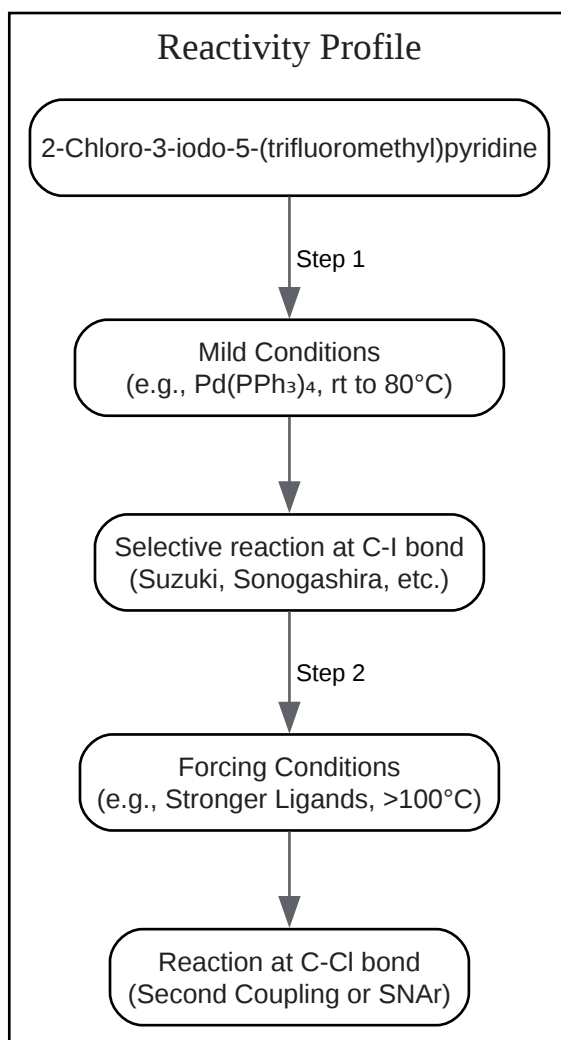 Reactivity Profile
2-Chloro-3-iodo-5-(trifluoromethyl)pyridine
Step 1
Mild Conditions
(e.g., Pd(PPh₃)₄, rt to 80°C)
Selective reaction at C-I bond
(Suzuki, Sonogashira, etc.)
Step 2
Forcing Conditions
(e.g., Stronger Ligands, >100°C)
Reaction at C-Cl bond
(Second Coupling or SNAr)